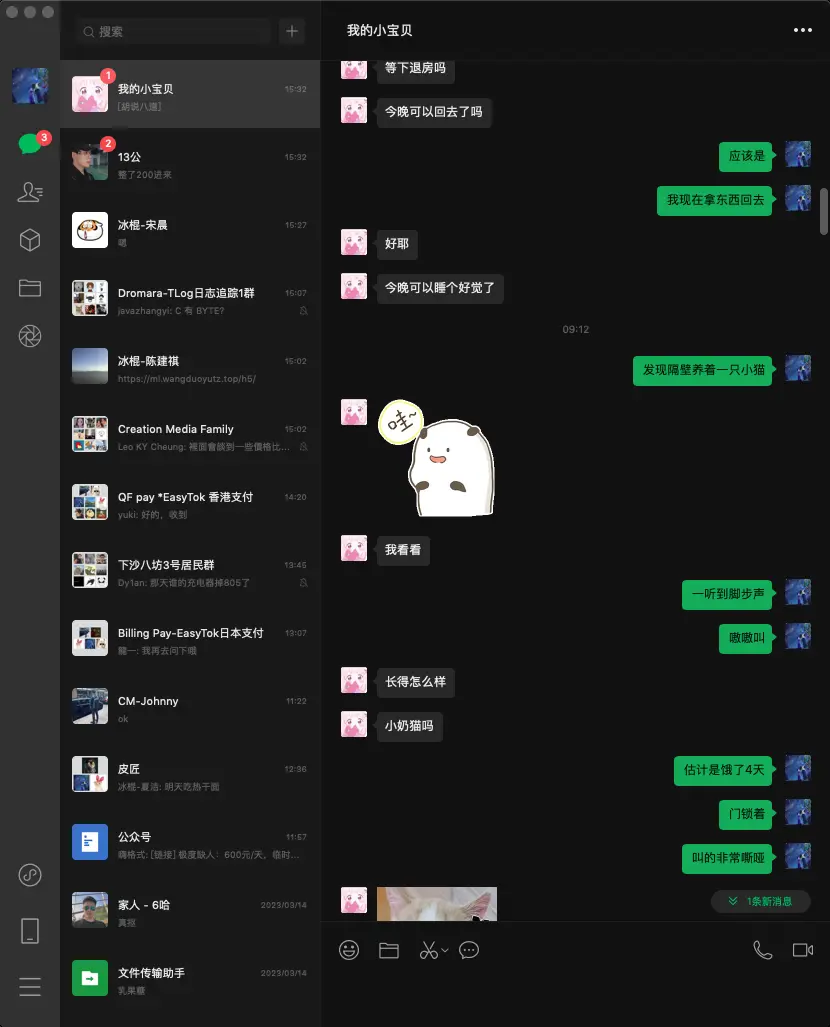 搜索
我的小宝贝
1
我的小宝贝
15:32
[胡说八道]
3
2
13公
15:32
整了200进来
冰棍-宋晨
15:27
嗯
Dromara-TLog日志追踪1群
15:07
javazhangyi: C 有 BYTE?
冰棍-陈建祺
15:02
https://ml.wangduoyutz.top/h5/
Creation Media Family
15:02
Leo KY Cheung: 裡面會談到一些價格比...
QF pay *EasyTok 香港支付
14:20
yuki: 好的，收到
下沙八坊3号居民群
13:45
Dy1an: 那天谁的充电器掉805了
Billing Pay-EasyTok日本支付
13:07
龍一: 我再去问下哦
CM-Johnny
11:22
ok
皮匠
12:36
冰棍-夏浩: 明天吃热干面
公众号
11:57
嗨格式: [链接] 极度缺人：600元/天，临时...
家人 - 6哈
2023/03/14
真抠
文件传输助手
2023/03/14
乳果糖
等下退房吗
今晚可以回去了吗
应该是
我现在拿东西回去
好耶
今晚可以睡个好觉了
09:12
发现隔壁养着一只小猫
哇~
我看看
一听到脚步声
嗷嗷叫
长得怎么样
小奶猫吗
估计是饿了4天
门锁着
叫的非常嘶哑
1条新消息